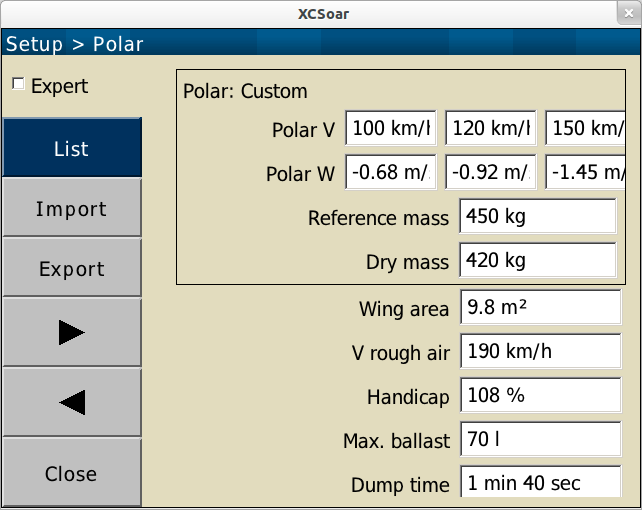 XCSoar
Setup > Polar
Expert
List
Import
Export
Close
Polar: Custom
Polar V 100 km/h 120 km/h 150 km/
Polar W -0.68 m/ -0.92 m/ -1.45 m/
Reference mass 450 kg
Dry mass 420 kg
Wing area 9.8 m²
V rough air 190 km/h
Handicap 108 %
Max. ballast 70 l
Dump time 1 min 40 sec